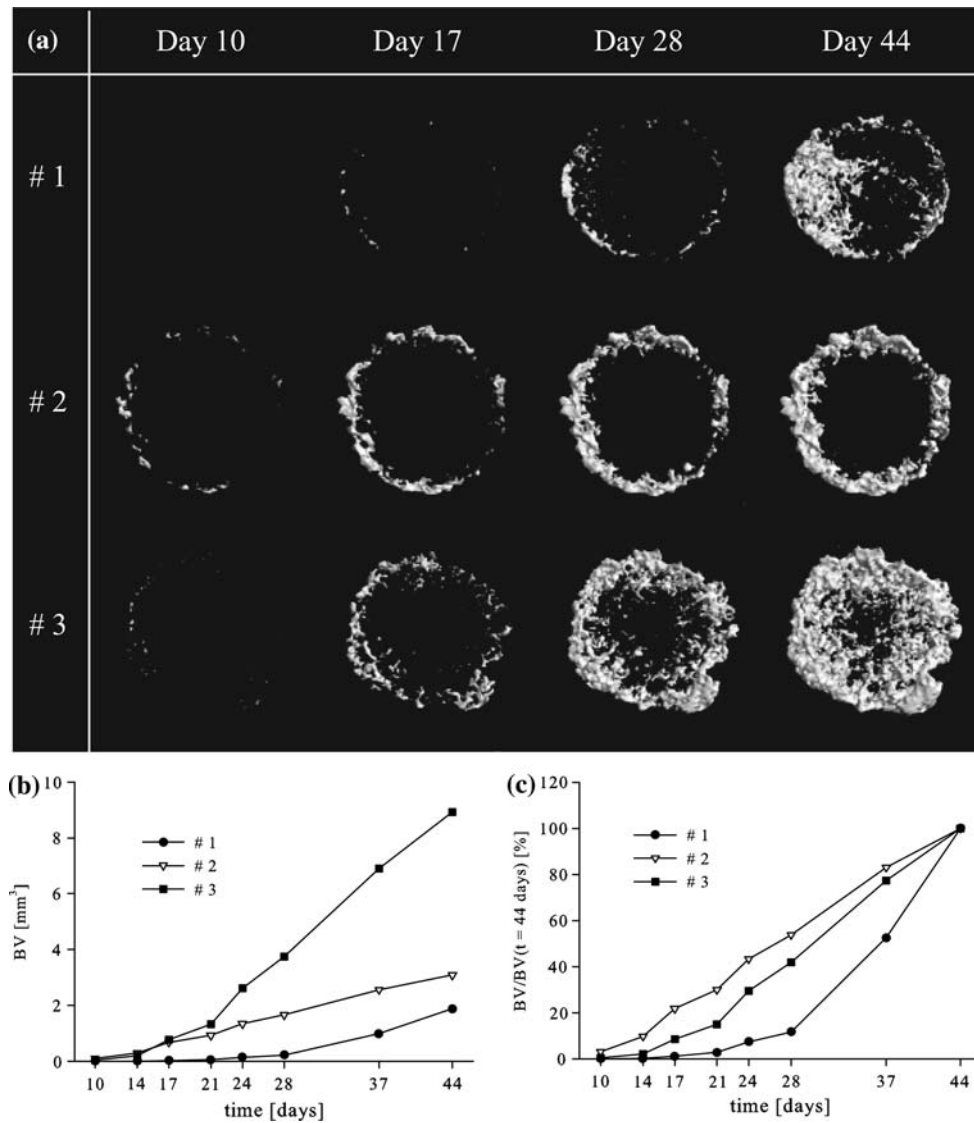 (a) Day 10 Day 17 Day 28 Day 44
# 1
# 2
# 3
(b)
10
8
6
4
2
0
BV [mm³]
# 1
# 2
# 3
10 14 17 21 24 28 37 44
time [days]
(c)
120
100
80
60
40
20
0
BV/BV(t = 44 days) [%]
# 1
# 2
# 3
10 14 17 21 24 28 37 44
time [days]